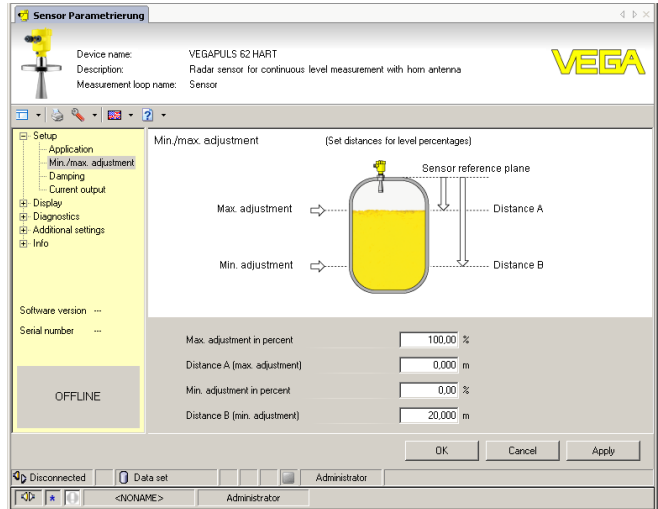 Sensor Parametrierung
Device name: VEGAPULS 62 HART
Description: Radar sensor for continuous level measurement with horn antenna
Measurement loop name: Sensor
VEGA
Setup
Application
Min./max. adjustment
Damping
Current output
Display
Diagnostics
Additional settings
Info
Software version ---
Serial number ---
OFFLINE
Min./max. adjustment (Set distances for level percentages)
Sensor reference plane
Max. adjustment
Distance A
Min. adjustment
Distance B
Max. adjustment in percent 100,00 %
Distance A (max. adjustment) 0,000 m
Min. adjustment in percent 0,00 %
Distance B (min. adjustment) 20,000 m
OK Cancel Apply
Disconnected Data set Administrator
<NONAME> Administrator